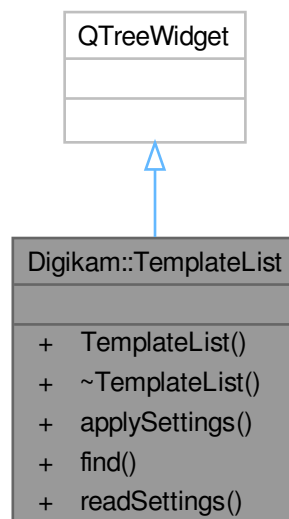 QTreeWidget
Digikam::TemplateList
+ TemplateList()
+ ~TemplateList()
+ applySettings()
+ find()
+ readSettings()